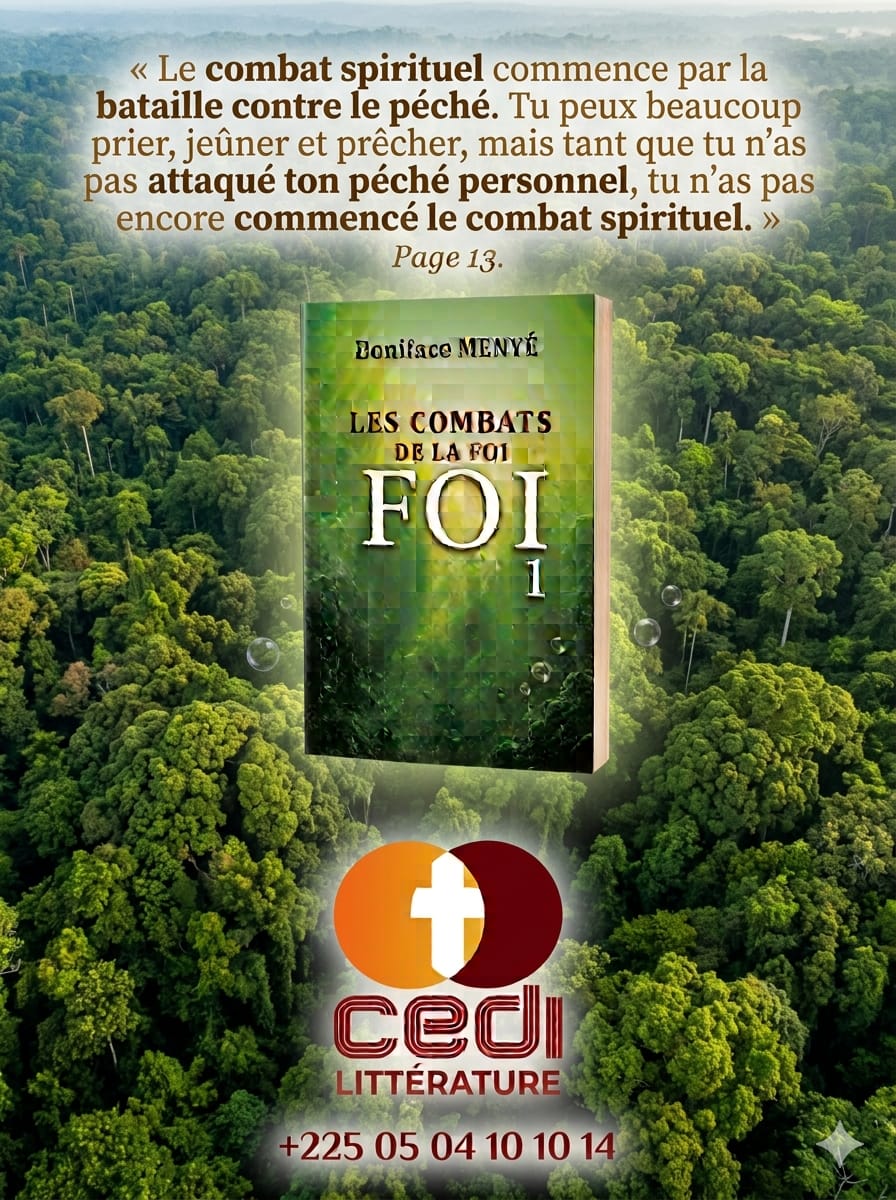 « Le combat spirituel commence par la
bataille contre le péché. Tu peux beaucoup
prier, jeûner et prêcher, mais tant que tu n’as
pas attaqué ton péché personnel, tu n’as pas
encore commencé le combat spirituel. »
Page 13.
Boniface MENYÉ
LES COMBATS
DE LA FOI
FOI
1
cedi
LITTÉRATURE
+225 05 04 10 10 14